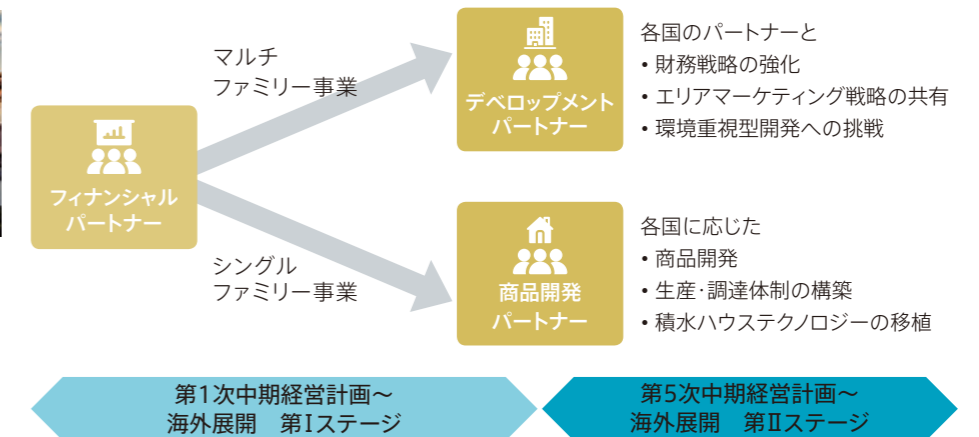 マルチ
ファミリー事業
フィナンシャル
パートナー
シングル
ファミリー事業
デベロップメント
パートナー
各国のパートナーと
• 財務戦略の強化
• エリアマーケティング戦略の共有
• 環境重視型開発への挑戦
商品開発
パートナー
各国に応じた
• 商品開発
• 生産・調達体制の構築
• 積水ハウステクノロジーの移植
第1次中期経営計画～
海外展開　第Ⅰステージ
第5次中期経営計画～
海外展開　第Ⅱステージ